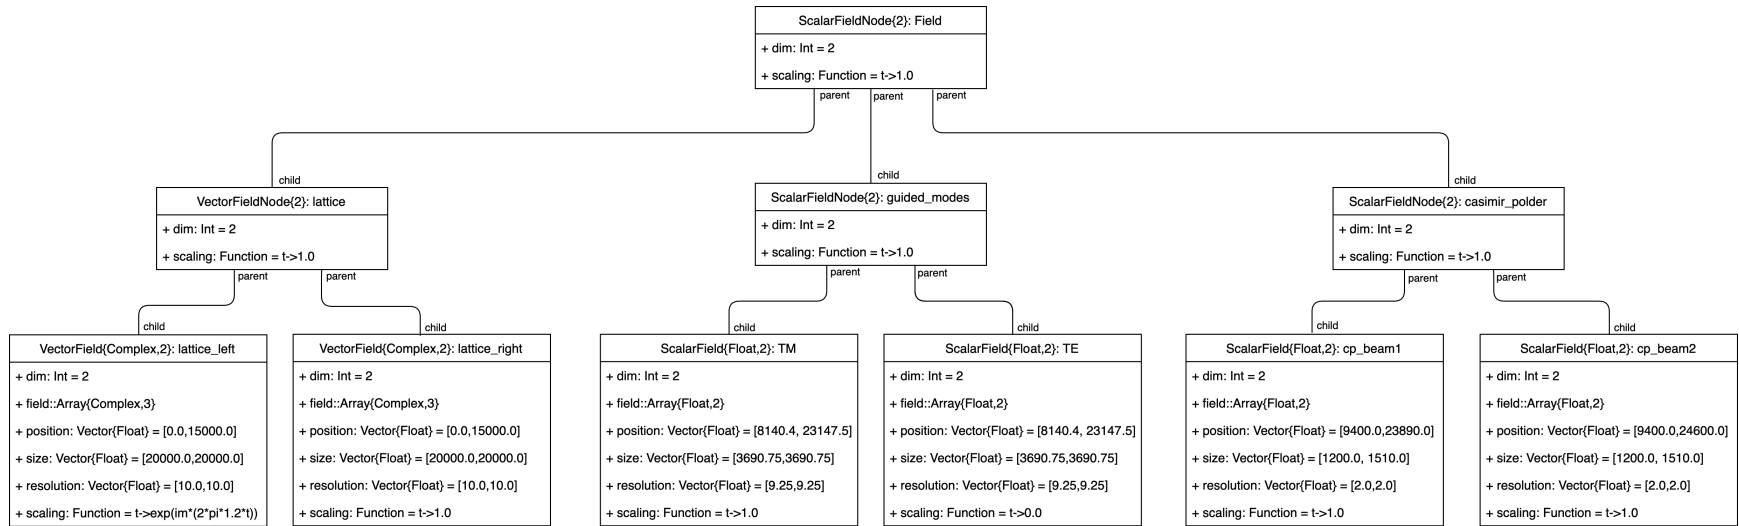 ScalarFieldNode{2}: Field
+ dim: Int = 2
+ scaling: Function = t->1.0
parent
parent
parent
child
child
child
VectorFieldNode{2}: lattice
+ dim: Int = 2
+ scaling: Function = t->1.0
parent
parent
ScalarFieldNode{2}: guided_modes
+ dim: Int = 2
+ scaling: Function = t->1.0
parent
parent
ScalarFieldNode{2}: casimir_polder
+ dim: Int = 2
+ scaling: Function = t->1.0
parent
parent
child
child
child
child
child
child
VectorField{Complex,2}: lattice_left
+ dim: Int = 2
+ field::Array{Complex,3}
+ position: Vector{Float} = [0.0,15000.0]
+ size: Vector{Float} = [20000.0,20000.0]
+ resolution: Vector{Float} = [10.0,10.0]
+ scaling: Function = t->exp(im*(2*pi*1.2*t))
VectorField{Complex,2}: lattice_right
+ dim: Int = 2
+ field::Array{Complex,3}
+ position: Vector{Float} = [0.0,15000.0]
+ size: Vector{Float} = [20000.0,20000.0]
+ resolution: Vector{Float} = [10.0,10.0]
+ scaling: Function = t->1.0
ScalarField{Float,2}: TM
+ dim: Int = 2
+ field::Array{Float,2}
+ position: Vector{Float} = [8140.4, 23147.5]
+ size: Vector{Float} = [3690.75,3690.75]
+ resolution: Vector{Float} = [9.25,9.25]
+ scaling: Function = t->1.0
ScalarField{Float,2}: TE
+ dim: Int = 2
+ field::Array{Float,2}
+ position: Vector{Float} = [8140.4, 23147.5]
+ size: Vector{Float} = [3690.75,3690.75]
+ resolution: Vector{Float} = [9.25,9.25]
+ scaling: Function = t->0.0
ScalarField{Float,2}: cp_beam1
+ dim: Int = 2
+ field::Array{Float,2}
+ position: Vector{Float} = [9400.0,23890.0]
+ size: Vector{Float} = [1200.0, 1510.0]
+ resolution: Vector{Float} = [2.0,2.0]
+ scaling: Function = t->1.0
ScalarField{Float,2}: cp_beam2
+ dim: Int = 2
+ field::Array{Float,2}
+ position: Vector{Float} = [9400.0,24600.0]
+ size: Vector{Float} = [1200.0, 1510.0]
+ resolution: Vector{Float} = [2.0,2.0]
+ scaling: Function = t->1.0